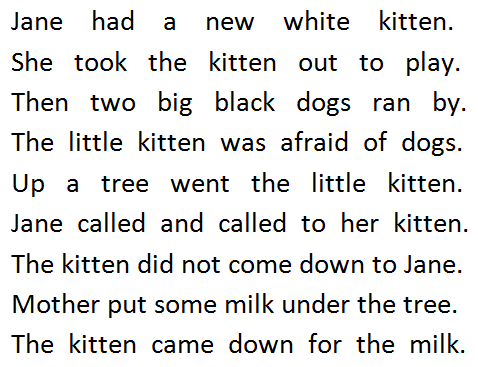 Jane had a new white kitten.
She took the kitten out to play.
Then two big black dogs ran by.
The little kitten was afraid of dogs.
Up a tree went the little kitten.
Jane called and called to her kitten.
The kitten did not come down to Jane.
Mother put some milk under the tree.
The kitten came down for the milk.